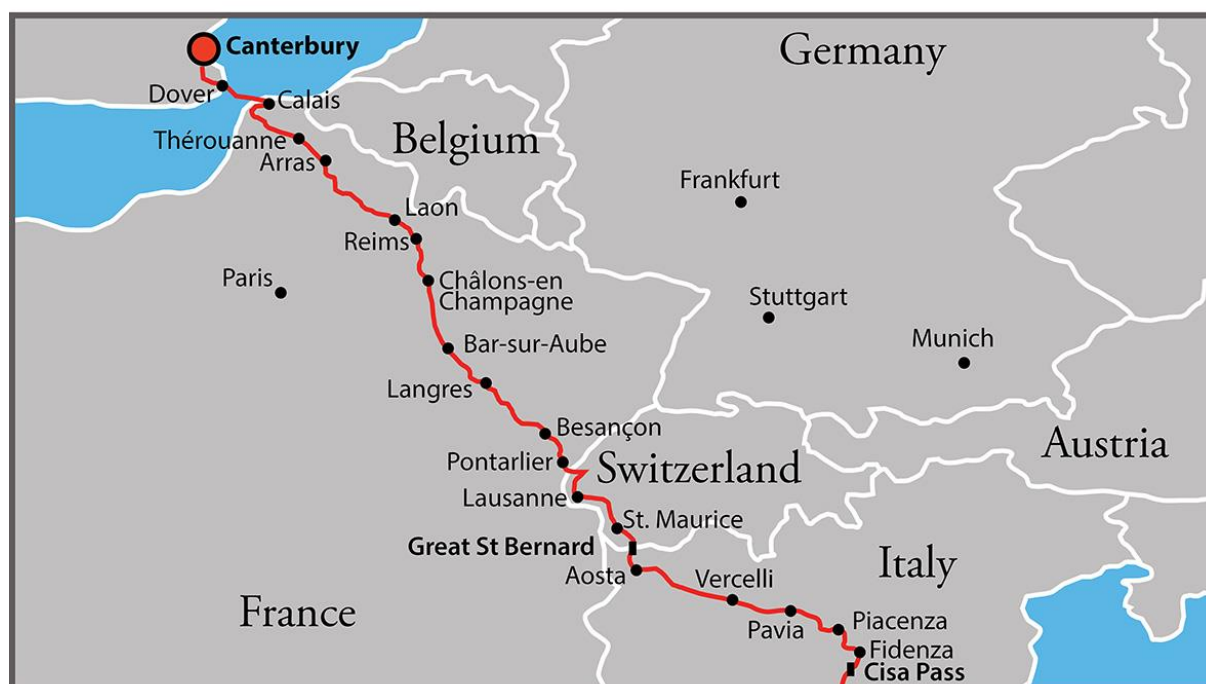 Canterbury
Germany
Dover
Calais
Belgium
Thérouanne
Arras
Frankfurt
Laon
Reims
Paris
Châlons-en
Champagne
Stuttgart
Bar-sur-Aube
Munich
Langres
Besançon
Austria
Pontarlier
Switzerland
Lausanne
St. Maurice
Great St Bernard
Italy
Aosta
Vercelli
France
Pavia
Piacenza
Fidenza
Cisa Pass